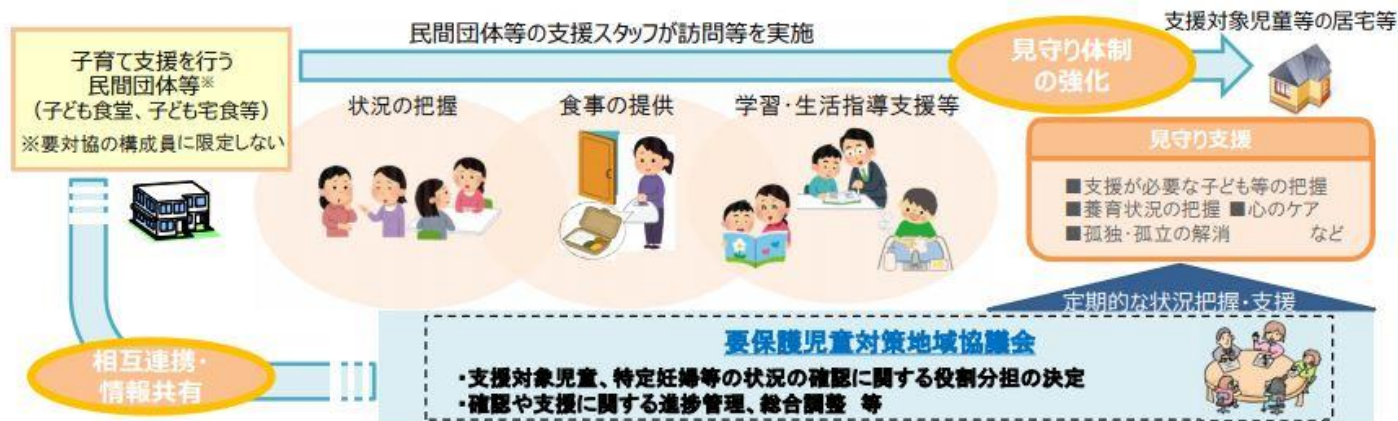 民間団体等の支援スタッフが訪問等を実施
支援対象児童等の居宅等
子育て支援を行う
民間団体等※
(子ども食堂、子ども宅食等)
※要対協の構成員に限定しない
見守り体制
の強化
状況の把握
食事の提供
学習・生活指導支援等
見守り支援
■支援が必要な子ども等の把握
■養育状況の把握 ■心のケア
■孤独・孤立の解消 など
定期的な状況把握・支援
相互連携・
情報共有
要保護児童対策地域協議会
・支援対象児童、特定妊婦等の状況の確認に関する役割分担の決定
・確認や支援に関する進捗管理、総合調整 等